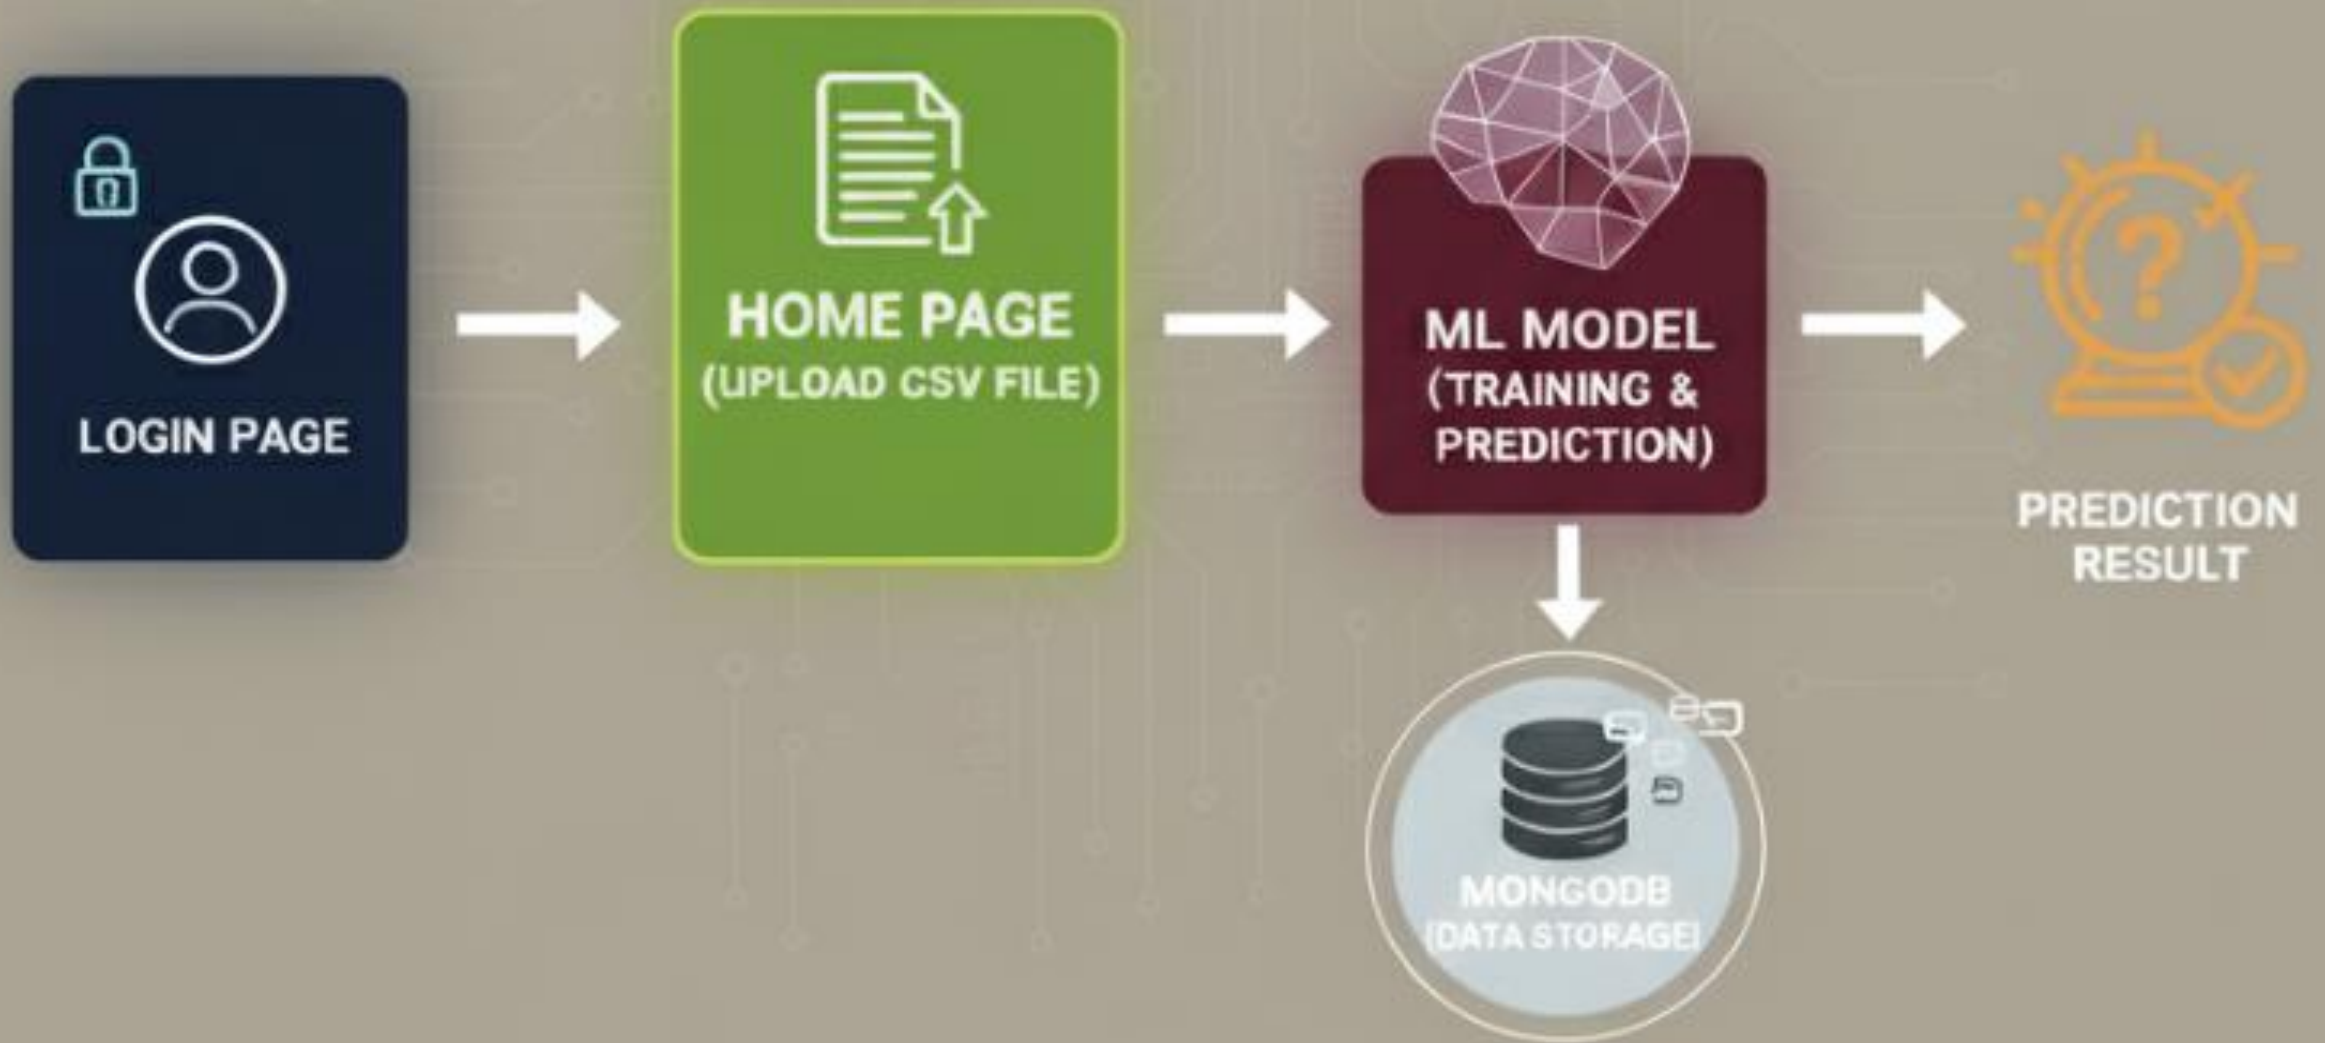 LOGIN PAGE
HOME PAGE
(UPLOAD CSV FILE)
ML MODEL
(TRAINING &
PREDICTION)
?
PREDICTION
RESULT
MONGODB
(DATA STORAGE)